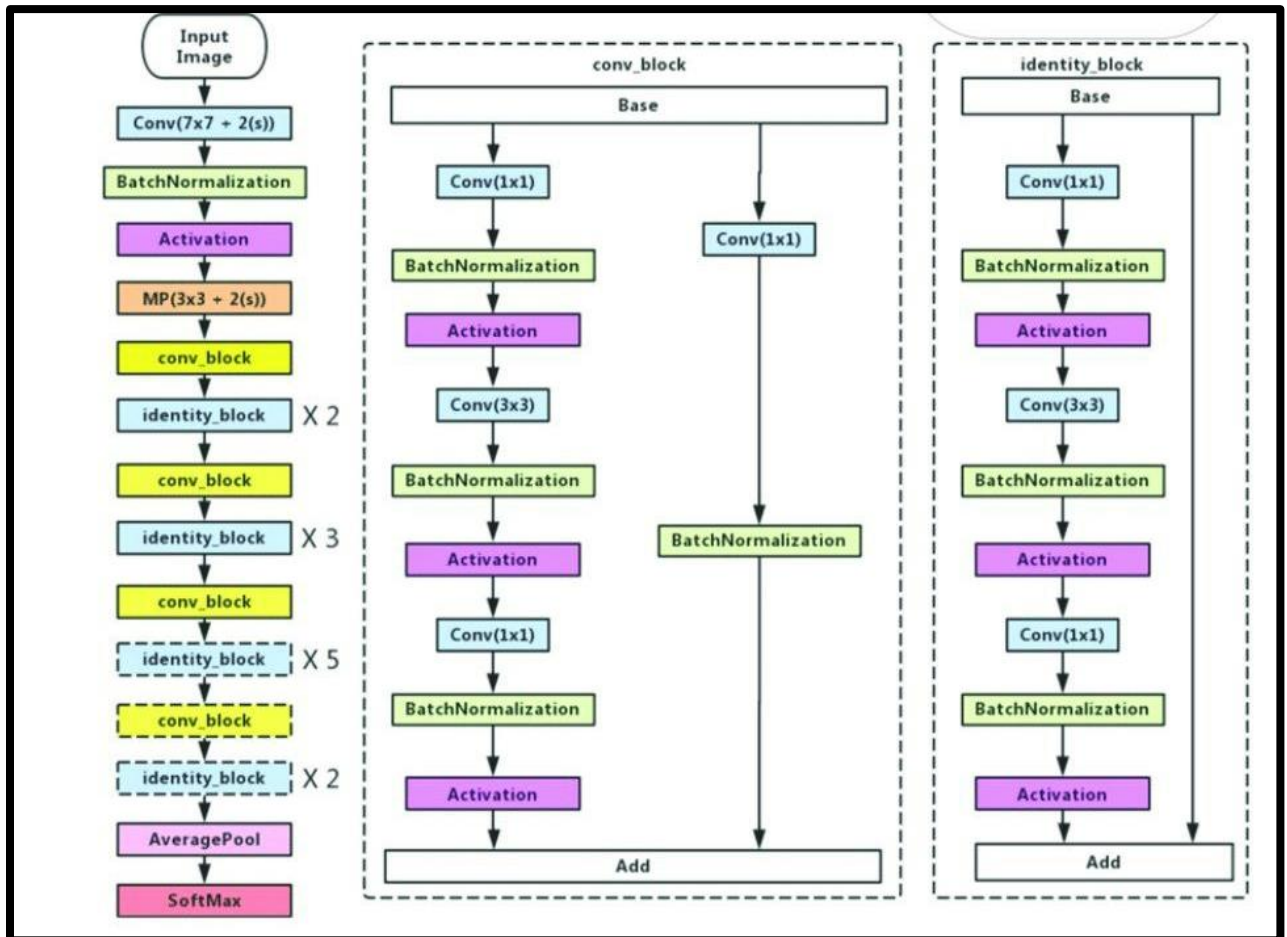 Input
Image
Conv(7x7 + 2(s))
BatchNormalization
Activation
MP(3x3 + 2(s))
conv_block
identity_block X 2
conv_block
identity_block X 3
conv_block
identity_block X 5
conv_block
identity_block X 2
AveragePool
SoftMax
conv_block
Base
Conv(1x1)
BatchNormalization
Activation
Conv(3x3)
BatchNormalization
Activation
Conv(1x1)
BatchNormalization
Activation
Conv(1x1)
BatchNormalization
Add
identity_block
Base
Conv(1x1)
BatchNormalization
Activation
Conv(3x3)
BatchNormalization
Activation
Conv(1x1)
BatchNormalization
Activation
Add